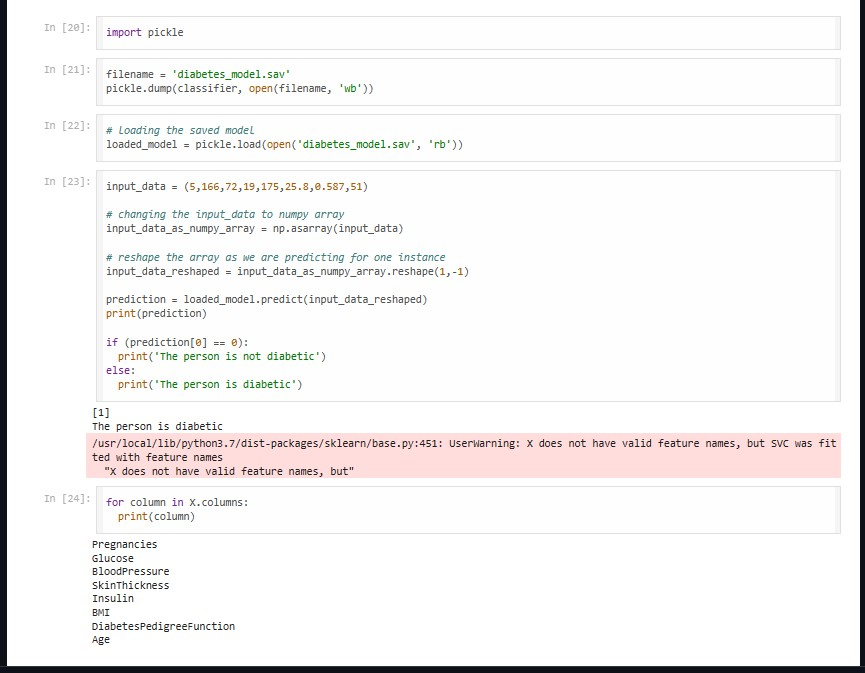 In [20]:
import pickle
In [21]:
filename = 'diabetes_model.sav'
pickle.dump(classifier, open(filename, 'wb'))
In [22]:
# loading the saved model
loaded_model = pickle.load(open('diabetes_model.sav', 'rb'))
In [23]:
input_data = (5,166,72,19,175,25.8,0.587,51)
# changing the input_data to numpy array
input_data_as_numpy_array = np.asarray(input_data)
# reshape the array as we are predicting for one instance
input_data_reshaped = input_data_as_numpy_array.reshape(1,-1)
prediction = loaded_model.predict(input_data_reshaped)
print(prediction)
if (prediction[0] == 0):
  print('The person is not diabetic')
else:
  print('The person is diabetic')
[1]
The person is diabetic
/usr/local/lib/python3.7/dist-packages/sklearn/base.py:451: UserWarning: X does not have valid feature names, but SVC was fit
ted with feature names
  "X does not have valid feature names, but"
In [24]:
for column in X.columns:
  print(column)
Pregnancies
Glucose
BloodPressure
SkinThickness
Insulin
BMI
DiabetesPedigreeFunction
Age